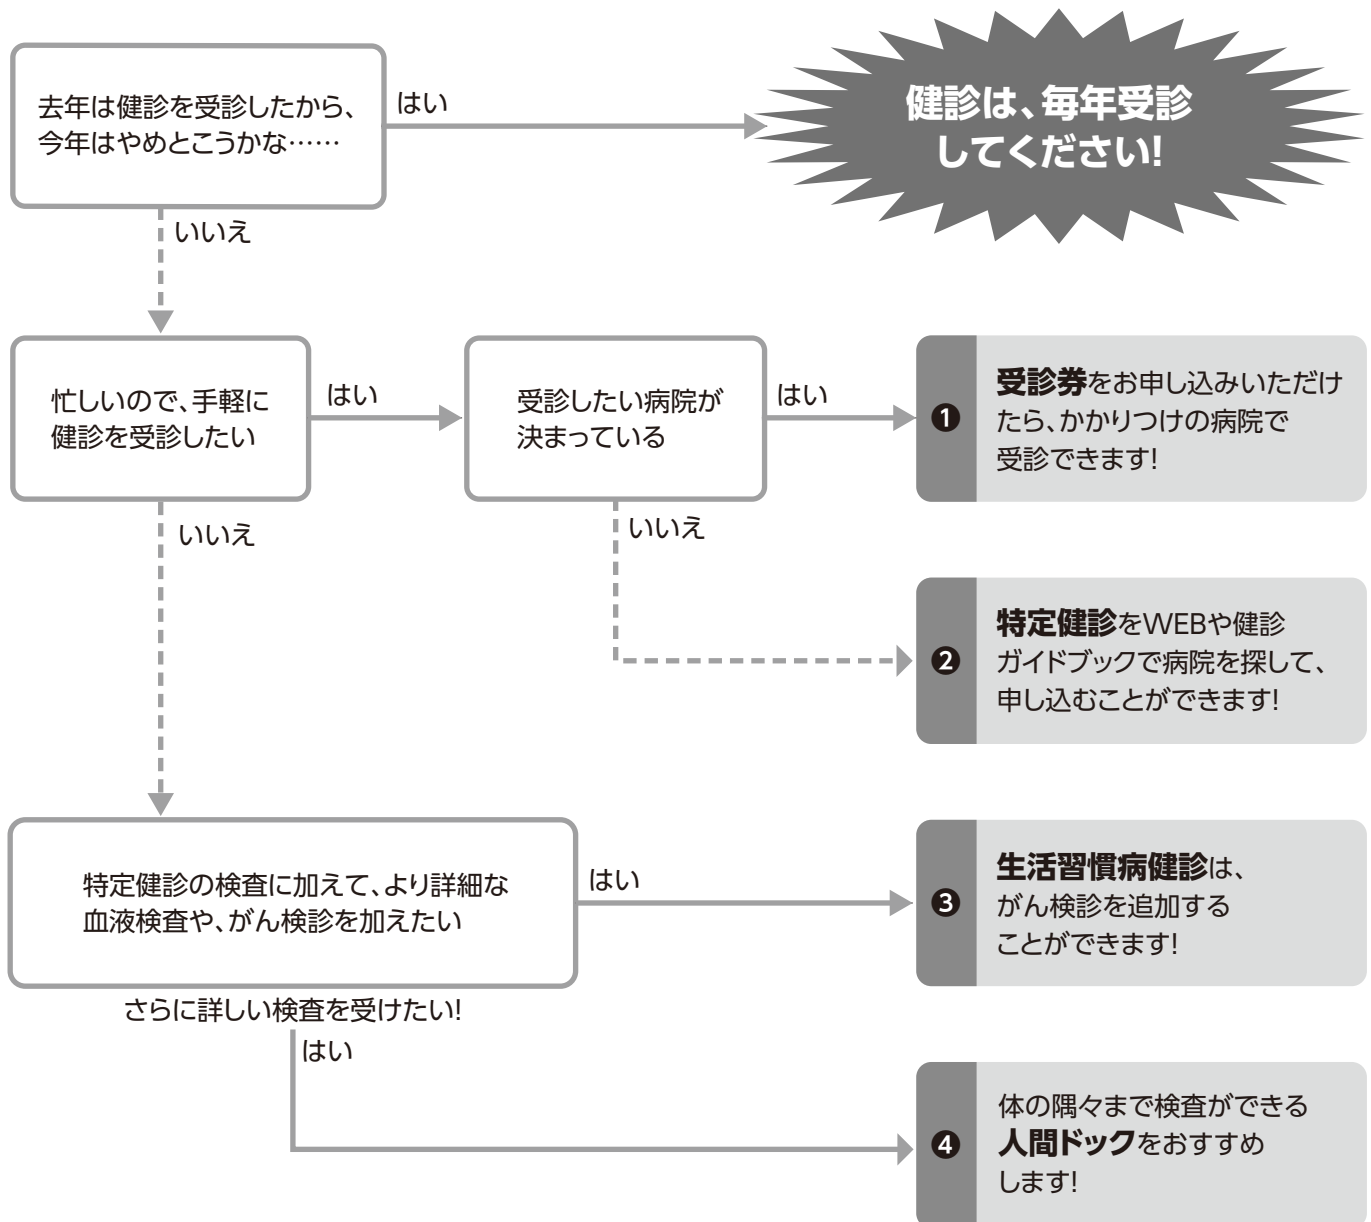 去年は健診を受診したから、
今年はやめとこうかな……
はい
健診は、毎年受診
してください!
いいえ
忙しいので、手軽に
健診を受診したい
はい
受診したい病院が
決まっている
はい
❶
受診券をお申し込みいただけ
たら、かかりつけの病院で
受診できます!
いいえ
いいえ
❷
特定健診をWEBや健診
ガイドブックで病院を探して、
申し込むことができます!
特定健診の検査に加えて、より詳細な
血液検査や、がん検診を加えたい
はい
❸
生活習慣病健診は、
がん検診を追加する
ことができます!
さらに詳しい検査を受けたい!
はい
❹
体の隅々まで検査ができる
人間ドックをおすすめ
します!